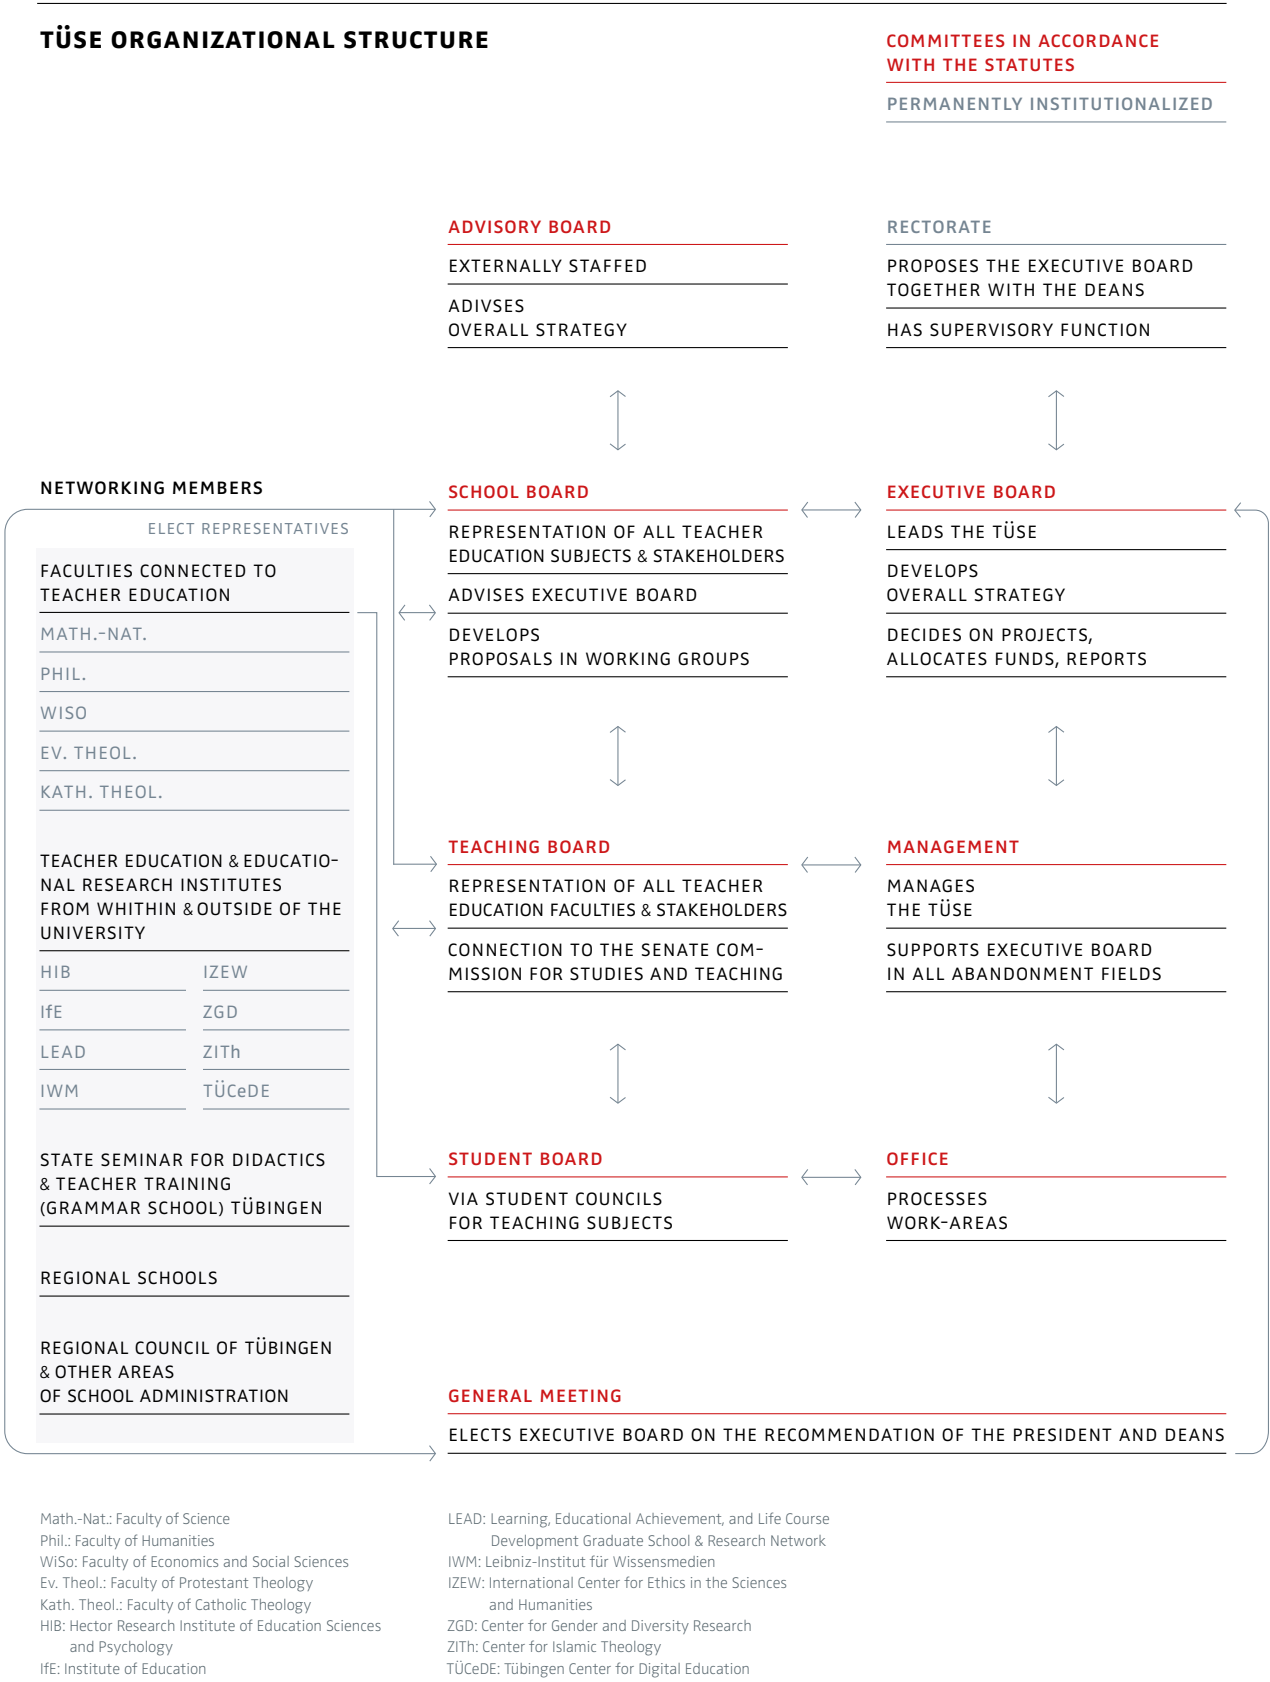 TÜSE ORGANIZATIONAL STRUCTURE
COMMITTEES IN ACCORDANCE
WITH THE STATUTES
PERMANENTLY INSTITUTIONALIZED
ADVISORY BOARD
EXTERNALLY STAFFED
ADIVSES
OVERALL STRATEGY
RECTORATE
PROPOSES THE EXECUTIVE BOARD
TOGETHER WITH THE DEANS
HAS SUPERVISORY FUNCTION
NETWORKING MEMBERS
ELECT REPRESENTATIVES
FACULTIES CONNECTED TO
TEACHER EDUCATION
MATH.-NAT.
PHIL.
WISO
EV. THEOL.
KATH. THEOL.
TEACHER EDUCATION & EDUCATIO-
NAL RESEARCH INSTITUTES
FROM WHITHIN & OUTSIDE OF THE
UNIVERSITY
HIB
IZEW
IfE
ZGD
LEAD
ZITh
IWM
TÜCeDE
STATE SEMINAR FOR DIDACTICS
& TEACHER TRAINING
(GRAMMAR SCHOOL) TÜBINGEN
REGIONAL SCHOOLS
REGIONAL COUNCIL OF TÜBINGEN
& OTHER AREAS
OF SCHOOL ADMINISTRATION
SCHOOL BOARD
REPRESENTATION OF ALL TEACHER
EDUCATION SUBJECTS & STAKEHOLDERS
ADVISES EXECUTIVE BOARD
DEVELOPS
PROPOSALS IN WORKING GROUPS
EXECUTIVE BOARD
LEADS THE TÜSE
DEVELOPS
OVERALL STRATEGY
DECIDES ON PROJECTS,
ALLOCATES FUNDS, REPORTS
TEACHING BOARD
REPRESENTATION OF ALL TEACHER
EDUCATION FACULTIES & STAKEHOLDERS
CONNECTION TO THE SENATE COM-
MISSION FOR STUDIES AND TEACHING
MANAGEMENT
MANAGES
THE TÜSE
SUPPORTS EXECUTIVE BOARD
IN ALL ABANDONMENT FIELDS
STUDENT BOARD
VIA STUDENT COUNCILS
FOR TEACHING SUBJECTS
OFFICE
PROCESSES
WORK-AREAS
GENERAL MEETING
ELECTS EXECUTIVE BOARD ON THE RECOMMENDATION OF THE PRESIDENT AND DEANS
Math.-Nat.: Faculty of Science
Phil.: Faculty of Humanities
WiSo: Faculty of Economics and Social Sciences
Ev. Theol.: Faculty of Protestant Theology
Kath. Theol.: Faculty of Catholic Theology
HIB: Hector Research Institute of Education Sciences
and Psychology
IfE: Institute of Education
LEAD: Learning, Educational Achievement, and Life Course
Development Graduate School & Research Network
IWM: Leibniz-Institut für Wissensmedien
IZEW: International Center for Ethics in the Sciences
and Humanities
ZGD: Center for Gender and Diversity Research
ZITh: Center for Islamic Theology
TÜCeDE: Tübingen Center for Digital Education